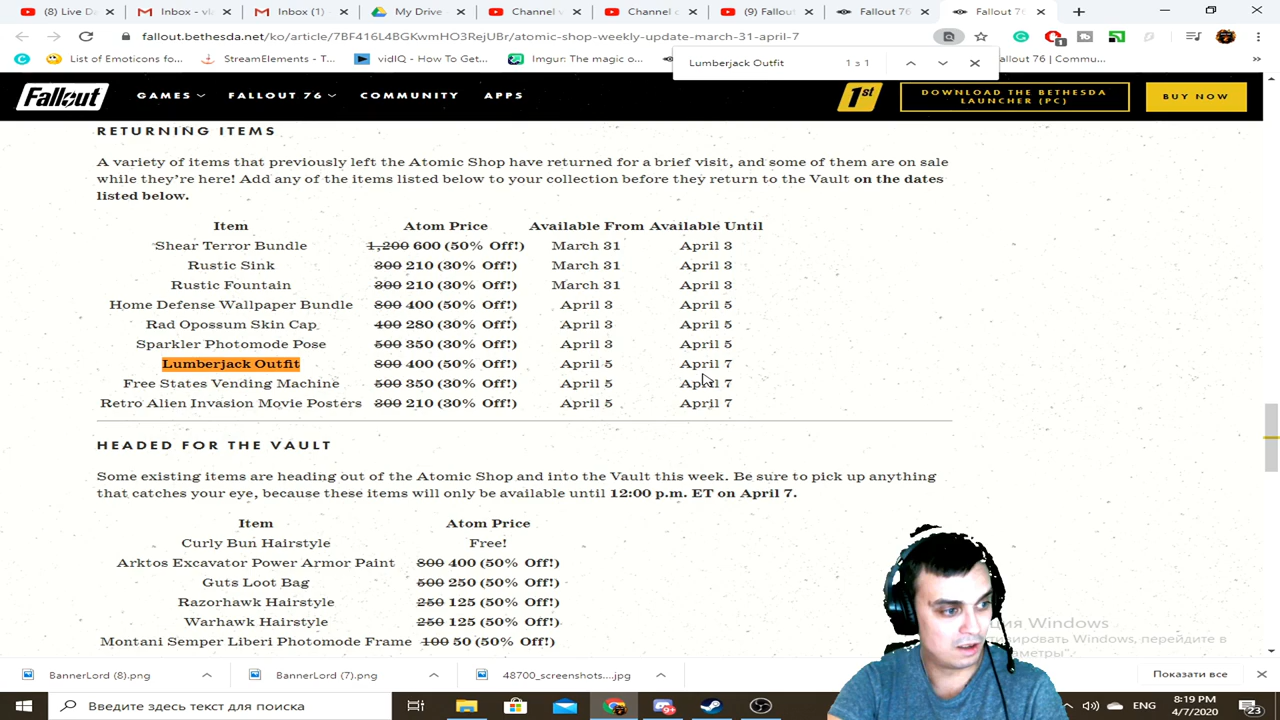 (8) Live Da
Inbox - vla
Inbox (1)
My Drive
Channel v
Channel c
(9) Fallout
Fallout 76
Fallout 76
fallout.bethesda.net/ko/article/7BF416L4BGKwmHO3RejUBr/atomic-shop-weekly-update-march-31-april-7
Lumberjack Outfit
1 з 1
Bookmarks
List of Emoticons f...
StreamElements - T...
vidIQ - How To Get...
Imgur: The magic o...
Fallout 76 | Commu...
Fallout
GAMES
FALLOUT 76
COMMUNITY
APPS
1st
DOWNLOAD THE BETHESDA
LAUNCHER (PC)
BUY NOW
RETURNING ITEMS
A variety of items that previously left the Atomic Shop have returned for a brief visit, and some of them are on sale
while they're here! Add any of the items listed below to your collection before they return to the Vault on the dates
listed below.
Item Atom Price Available From Available Until
Shear Terror Bundle 1,200 600 (50% Off!) March 31 April 3
Rustic Sink 300 210 (30% Off!) March 31 April 3
Rustic Fountain 300 210 (30% Off!) March 31 April 3
Home Defense Wallpaper Bundle 800 400 (50% Off!) April 3 April 5
Rad Opossum Skin Cap 400 280 (30% Off!) April 3 April 5
Sparkler Photomode Pose 500 350 (30% Off!) April 3 April 5
Lumberjack Outfit 800 400 (50% Off!) April 5 April 7
Free States Vending Machine 500 350 (30% Off!) April 5 April 7
Retro Alien Invasion Movie Posters 300 210 (30% Off!) April 5 April 7
HEADED FOR THE VAULT
Some existing items are heading out of the Atomic Shop and into the Vault this week. Be sure to pick up anything
that catches your eye, because these items will only be available until 12:00 p.m. ET on April 7.
Item Atom Price
Curly Bun Hairstyle Free!
Arktos Excavator Power Armor Paint 800 400 (50% Off!)
Guts Loot Bag 500 250 (50% Off!)
Razorhawk Hairstyle 250 125 (50% Off!)
Warhawk Hairstyle 250 125 (50% Off!)
Montani Semper Liberi Photomode Frame 100 50 (50% Off!)
Windows
Windows, перейдите в
BannerLord (8).png
BannerLord (7).png
48700_screenshots....jpg
Показати все
Введите здесь текст для поиска
ENG
8:19 PM
4/7/2020
23